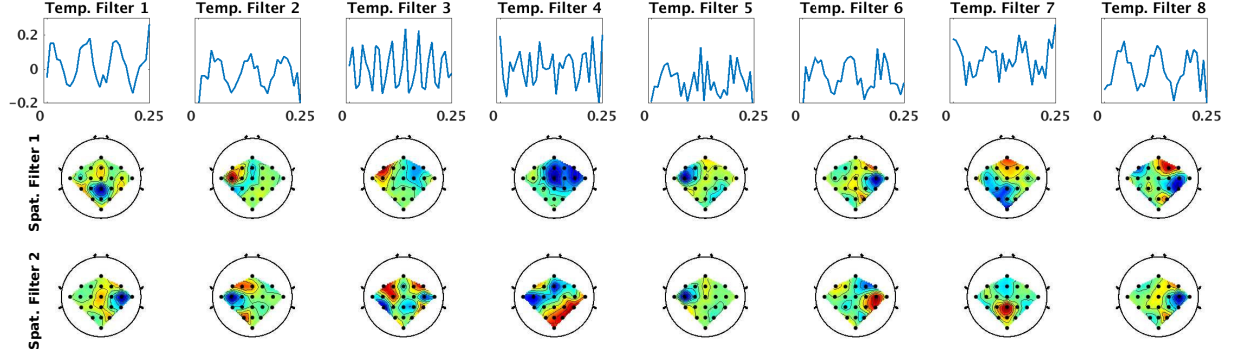 Temp. Filter 1 Temp. Filter 2 Temp. Filter 3 Temp. Filter 4 Temp. Filter 5 Temp. Filter 6 Temp. Filter 7 Temp. Filter 8
0.2
0
−0.2
0 0.25 0 0.25 0 0.25 0 0.25 0 0.25 0 0.25 0 0.25 0 0.25
Spat. Filter 1
Spat. Filter 2